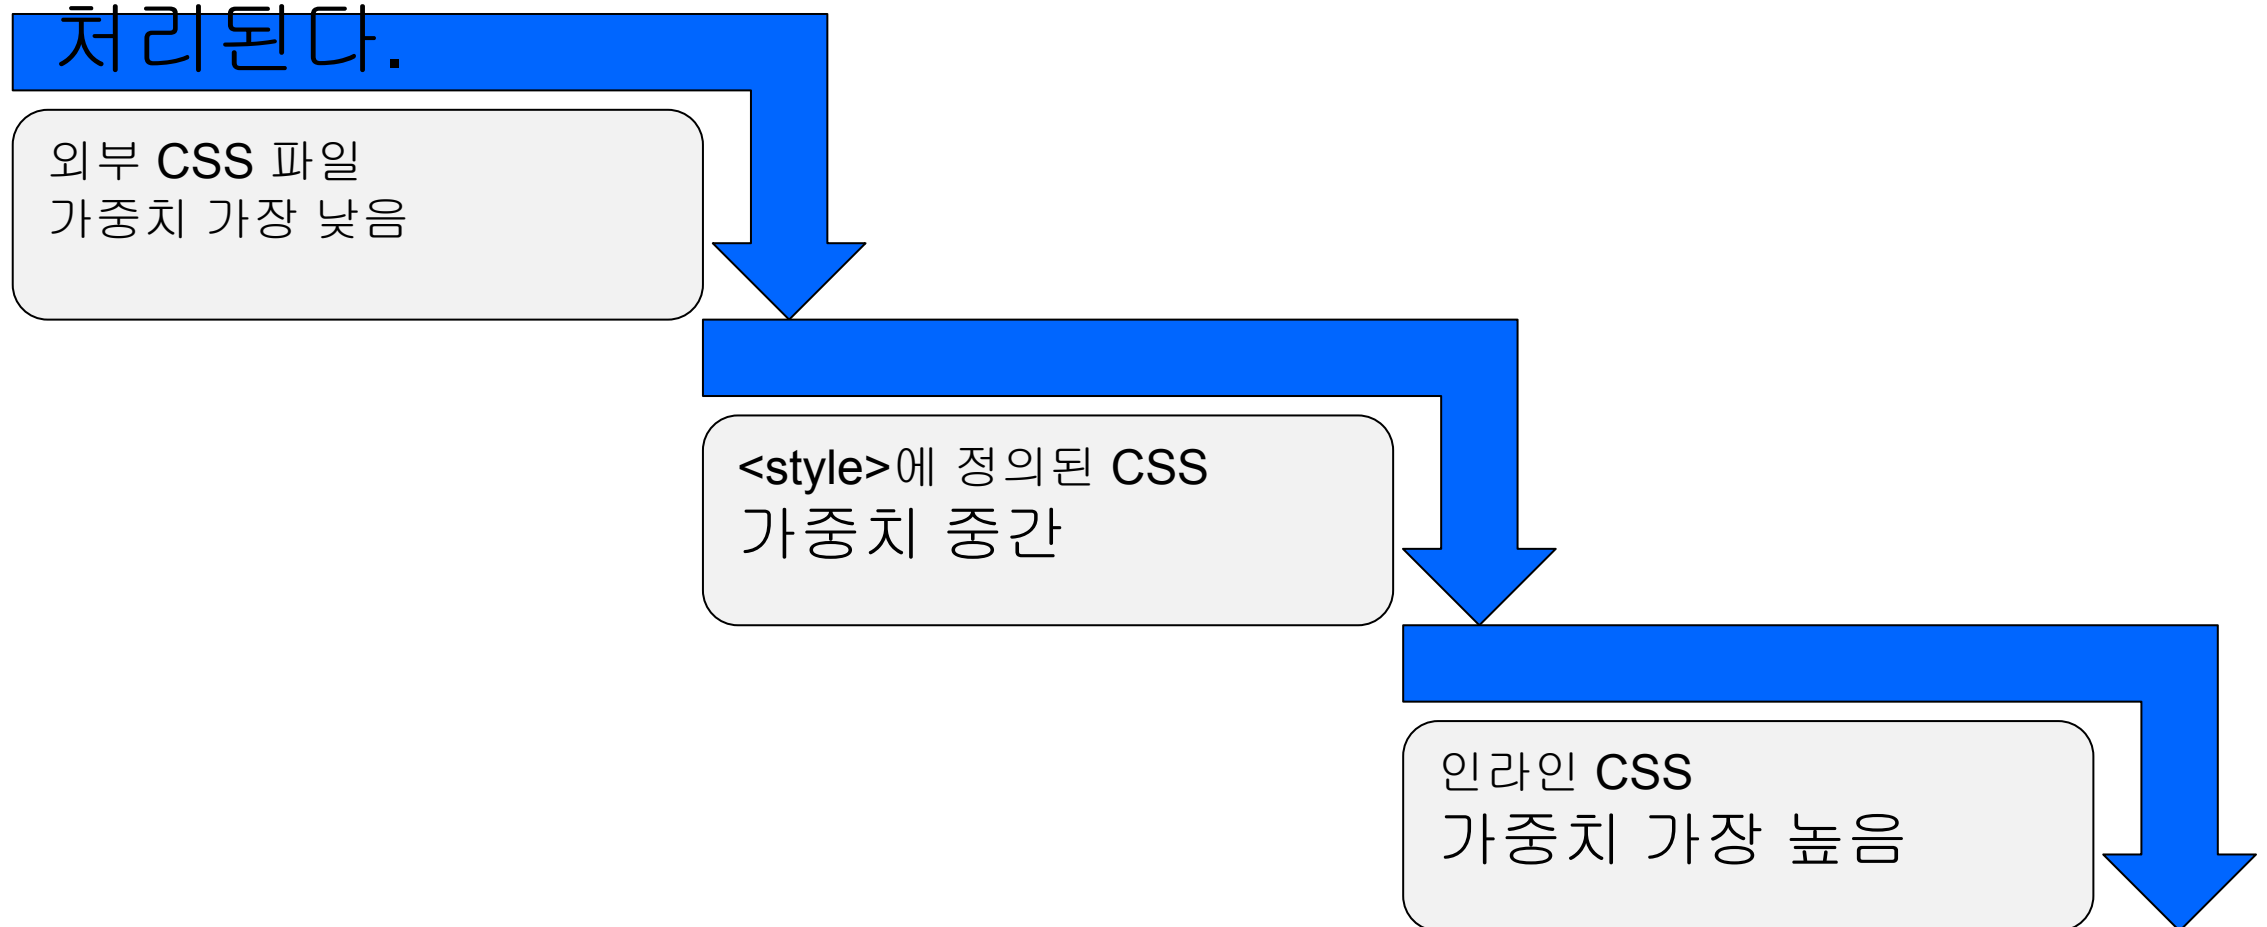 처리된다.
외부 CSS 파일
가중치 가장 낮음
<style>에 정의된 CSS
가중치 중간
인라인 CSS
가중치 가장 높음